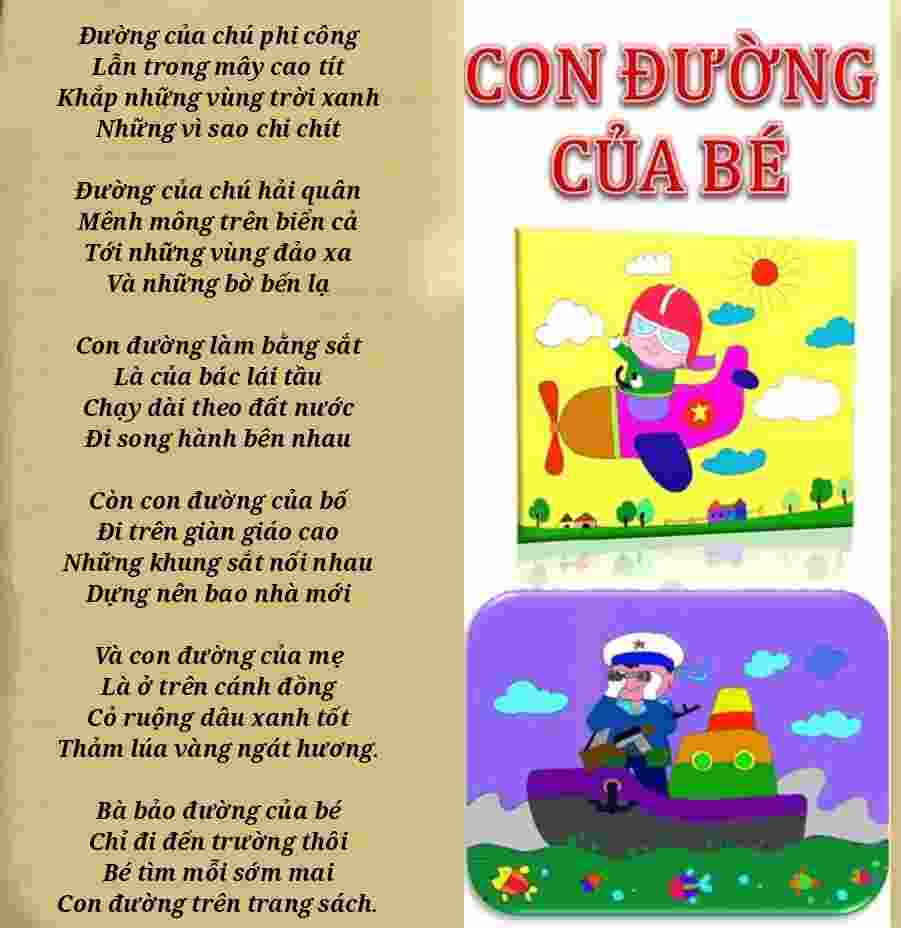 Đường của chú phi công
Lẫn trong mây cao tít
Khắp những vùng trời xanh
Những vì sao chi chít
Đường của chú hải quân
Mênh mông trên biển cả
Tới những vùng đảo xa
Và những bờ bến lạ
Con đường làm bằng sắt
Là của bác lái tầu
Chạy dài theo đất nước
Đi song hành bên nhau
Còn con đường của bố
Đi trên giàn giáo cao
Những khung sắt nối nhau
Dựng nên bao nhà mới
Và con đường của mẹ
Là ở trên cánh đồng
Cỏ ruộng dâu xanh tốt
Thảm lúa vàng ngát hương.
Bà bảo đường của bé
Chỉ đi đến trường thôi
Bé tìm mỗi sớm mai
Con đường trên trang sách.
CON ĐƯỜNG
CỦA BÉ